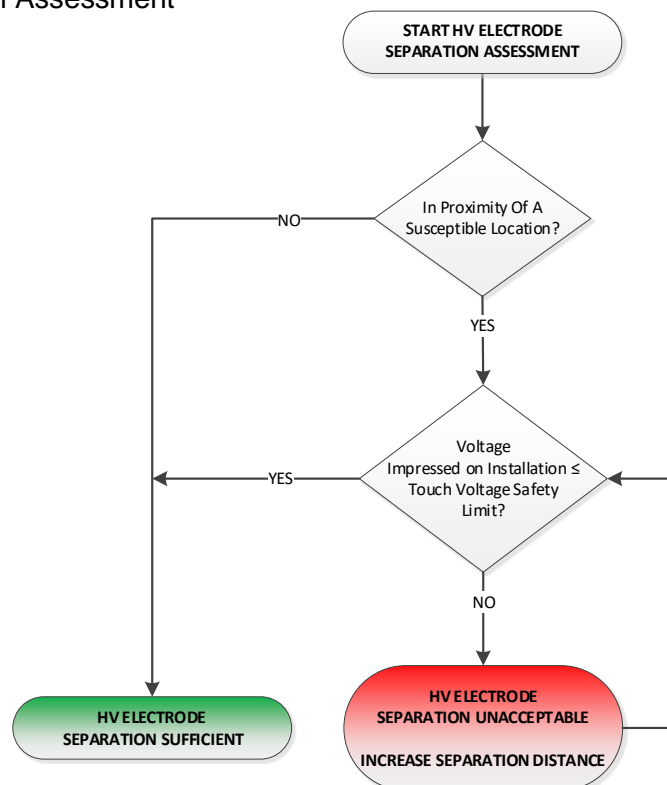 Assessment
START HV ELECTRODE
SEPARATION ASSESSMENT
In Proximity Of A
Susceptible Location?
NO
YES
Voltage
Impressed on Installation ≤
Touch Voltage Safety
Limit?
YES
NO
HV ELECTRODE
SEPARATION SUFFICIENT
HV ELECTRODE
SEPARATION UNACCEPTABLE
INCREASE SEPARATION DISTANCE